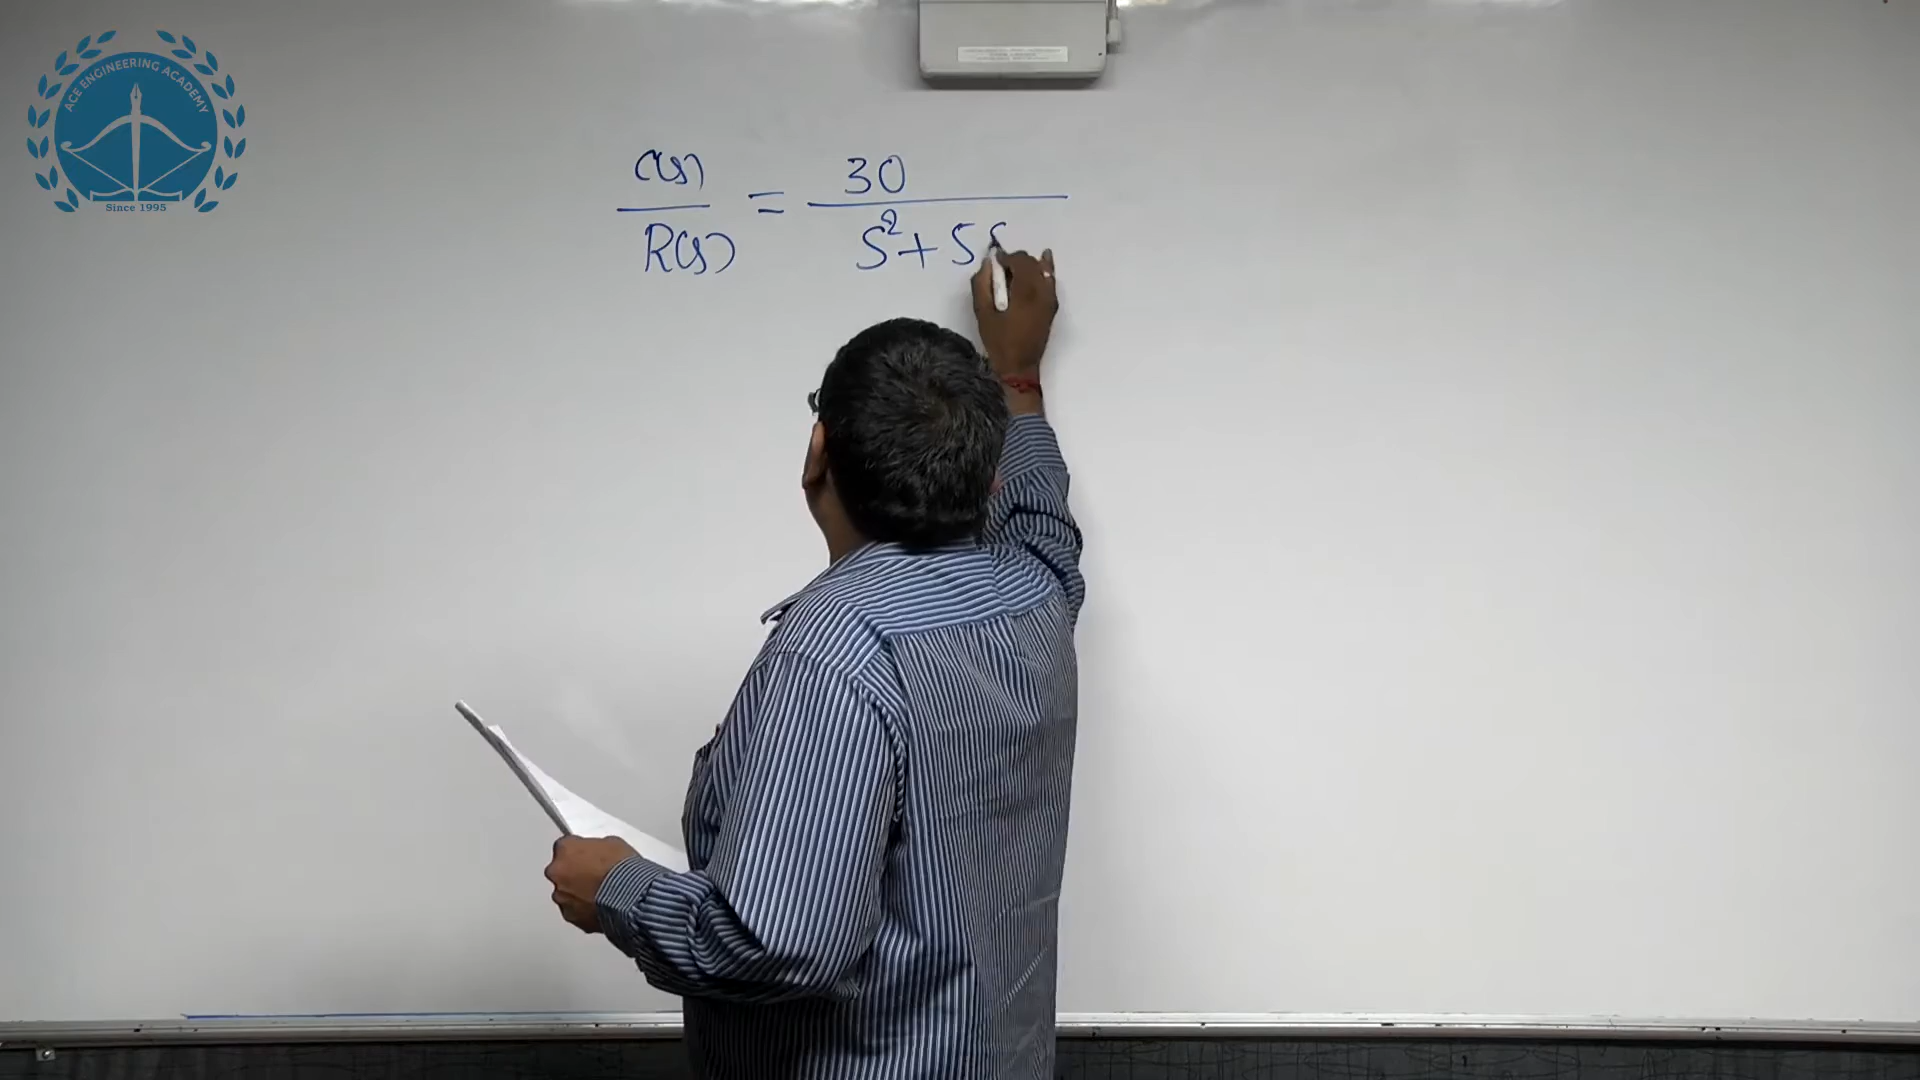 ACE ENGINEERING ACADEMY
Since 1995
C(s)/R(s) = 30/(S² + 5S